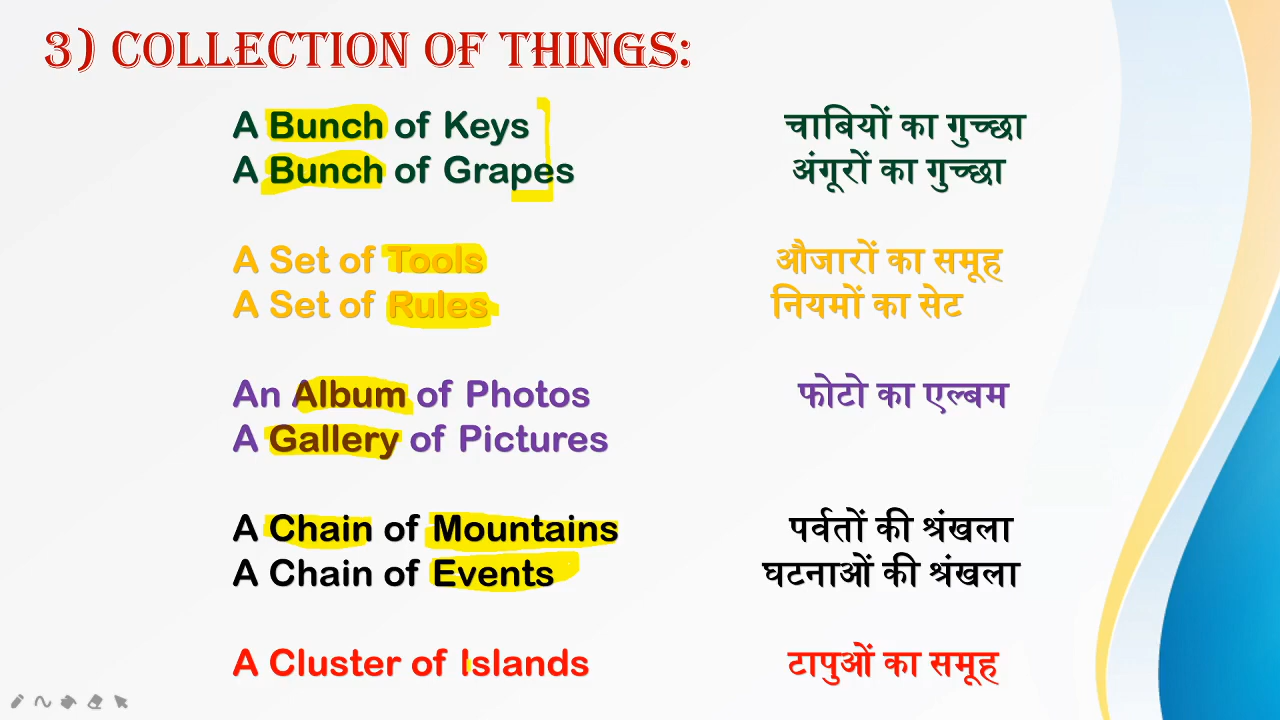 3) COLLECTION OF THINGS:
A Bunch of Keys चाबियों का गुच्छा
A Bunch of Grapes अंगूरों का गुच्छा
A Set of Tools औजारों का समूह
A Set of Rules नियमों का सेट
An Album of Photos फोटो का एल्बम
A Gallery of Pictures
A Chain of Mountains पर्वतों की श्रंखला
A Chain of Events घटनाओं की श्रंखला
A Cluster of Islands टापुओं का समूह